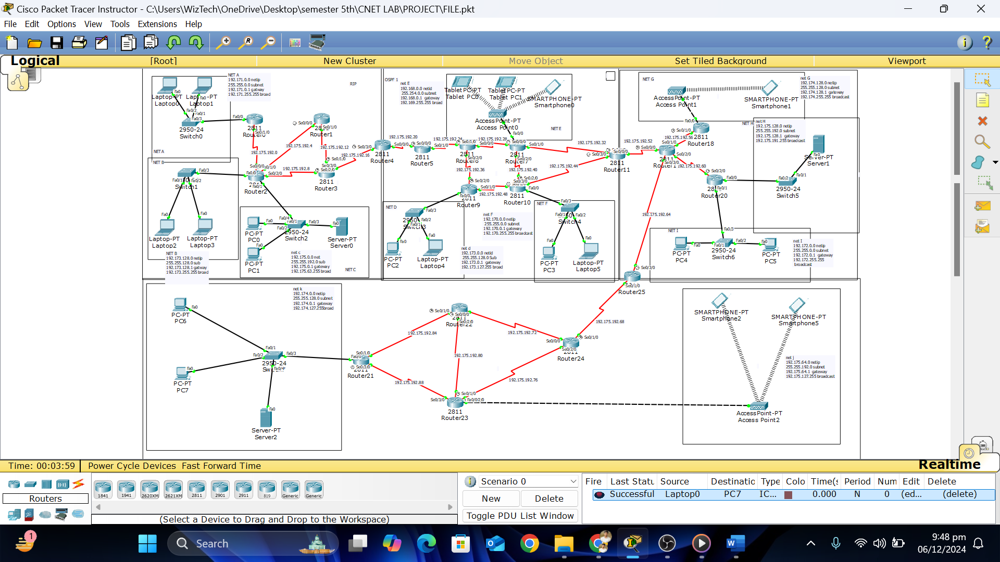 Cisco Packet Tracer Instructor - C:\Users\WizTech\OneDrive\Desktop\semester 5th\CNET LAB\PROJECT\FILE.pkt
File Edit Options View Tools Extensions Help
Logical [Root] New Cluster Move Object Set Tiled Background Viewport
NET A
192.171.0.0 netip
255.255.0.0 subnet
192.171.0.1 gatway
192.171.255.255 broad
RIP
Laptop-PT
Laptop0
Laptop-PT
Laptop1
Fa0
Fa0
Fa0/2
Fa0/1
Fa0/3
2950-24
Switch0
NET A
Fa0/0
2811
Se0/1/0
Se0/0/0
2811
Router1
Se0/1/0
192.175.192.0
192.175.192.4
192.175.192.12
192.175.192.8
192.175.192.16
Se0/3/0
2811
Router4
Se0/0/0
Se0/1/0
Se0/3/0
Se0/2/0
2811
Router3
NET B
Fa0/3
Fa0/2
Switch1
Fa0/0
Se0/0/0
Se0/2/0
Fa0/1
Router2
Fa0
Laptop-PT
Laptop2
Fa0
Laptop-PT
Laptop3
NET B
192.173.128.0 netip
255.255.128.0 sub
192.173.128.1 gatway
192.173.255.255 broad
PC-PT
PC0
Fa0
Fa0/4
Fa0/1
Fa0/2
Fa0/3
2950-24
Switch2
Fa0
Server-PT
Server0
Fa0
PC-PT
PC1
net c
192.175.0.0 net
255.255.192.0 sub
192.175.0.1 gateway
192.175.63.255 broad
NET C
OSPF 1
net E
192.168.0.0 netid
255.254.0.0 subnet
192.168.0.1 gateway
192.169.255.255 broad
Tablet PC-PT
Tablet PC0
Tablet PC-PT
Tablet PC1
SMARTPHONE-PT
Smartphone0
AccessPoint-PT
Access Point0
NET E
Fa0/0
192.175.192.20
Se0/0/0
Se0/1/0
2811
Router5
192.175.192.24
Se0/1/0
Se0/0/0
2811
Se0/2/0
192.175.192.28
Se0/0/0
Se0/1/0
2811
Se0/2/0
192.175.192.32
Se0/3/0
2811
Router11
192.175.192.36
192.175.192.40
192.175.192.44
Se0/2/0
Se0/1/0
Fa0/0
2811
Router9
192.175.192.48
Se0/3/0
Se0/2/0
Fa0/0
2811
Router10
NET D
Fa0/3
Fa0/2
Fa0/1
Switch3
Fa0
PC-PT
PC2
Fa0
Laptop-PT
Laptop4
net d
192.173.0.0 netid
255.255.128.0 Sub
192.173.0.1 gateway
192.173.127.255 broad
net F
192.170.0.0 netip
255.255.0.0 subnet
192.170.0.1 gateway
192.170.255.255 broadcast
NET F
Fa0/3
Fa0/2
Switch4
Fa0
PC-PT
PC3
Fa0
Laptop-PT
Laptop5
NET G
AccessPoint-PT
Access Point1
SMARTPHONE-PT
Smartphone1
net G
192.174.128.0 netip
255.255.128.0 subnet
192.174.128.1 gateway
192.174.255.255 broadcast
Fa0/0
Se0/1/0
2811
Router18
192.175.192.52
Se0/0/0
192.175.192.56
Se0/1/0
Se0/2/0
Se0/3/0
192.175.192.60
NET H
net H
192.175.128.0 netip
255.255.192.0 subnet
192.175.128.1 gateway
192.175.191.255 broadcast
Server-PT
Server1
Fa0
Se0/2/0
Fa0/0
Fa0/1
Router20
Fa0/2
Fa0/1
2950-24
Switch5
192.175.192.64
NET I
Fa0/3
PC-PT
PC4
Fa0
Fa0/1
Fa0/2
2950-24
Switch6
Fa0
PC-PT
PC5
net I
192.172.0.0 netip
255.255.0.0 subnet
192.172.0.1 gateway
192.172.255.255
broadcast
Se0/3/0
Se0/1/0
Router25
net k
192.174.0.0 netip
255.255.128.0 subnet
192.174.0.1 gateway
192.174.127.255broad
PC-PT
PC6
Fa0
Fa0/1
Fa0/2
Fa0/3
2950-24
Fa0/4
PC-PT
PC7
Fa0
Fa0
Server-PT
Server2
Fa0/0
Se0/1/0
Se0/3/0
2811
Router21
192.175.192.84
Se0/1/0
Se0/0/0
Se0/2/0
Router22
192.175.192.72
192.175.192.80
192.175.192.88
192.175.192.76
192.175.192.68
Se0/0/0
Se0/1/0
Se0/2/0
2811
Router24
Se0/3/0
Se0/1/0
2811
Router23
SMARTPHONE-PT
Smartphone2
SMARTPHONE-PT
Smartphone5
net j
192.175.64.0 netip
255.255.192.0 subnet
192.175.64.1 gateway
192.175.127.255 broadcast
AccessPoint-PT
Access Point2
Time: 00:03:59 Power Cycle Devices Fast Forward Time Realtime
Routers
1841 1941 2620XM 2621XM 2811 2901 2911 819 Generic Generic
(Select a Device to Drag and Drop to the Workspace)
Scenario 0
New Delete
Toggle PDU List Window
Fire Last Statu Source Destinatic Type Colo Time(s Period Num Edit Delete
Successful Laptop0 PC7 IC... 0.000 N 0 (ed... (delete)
1
Search
9:48 pm
06/12/2024